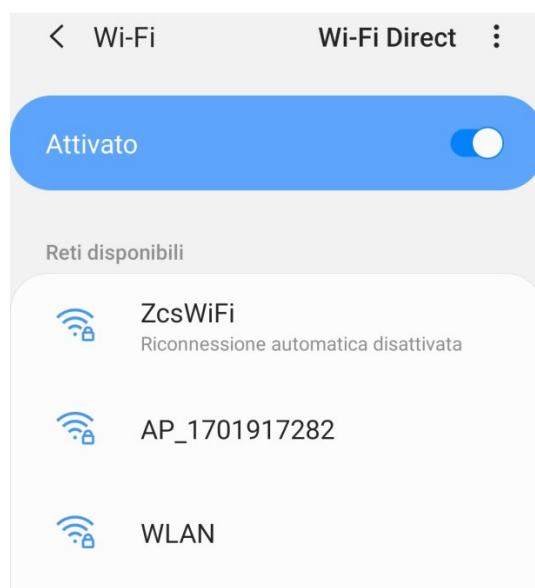 Wi-Fi Wi-Fi Direct
Attivato
Reti disponibili
ZcsWiFi
Riconnessione automatica disattivata
AP_1701917282
WLAN